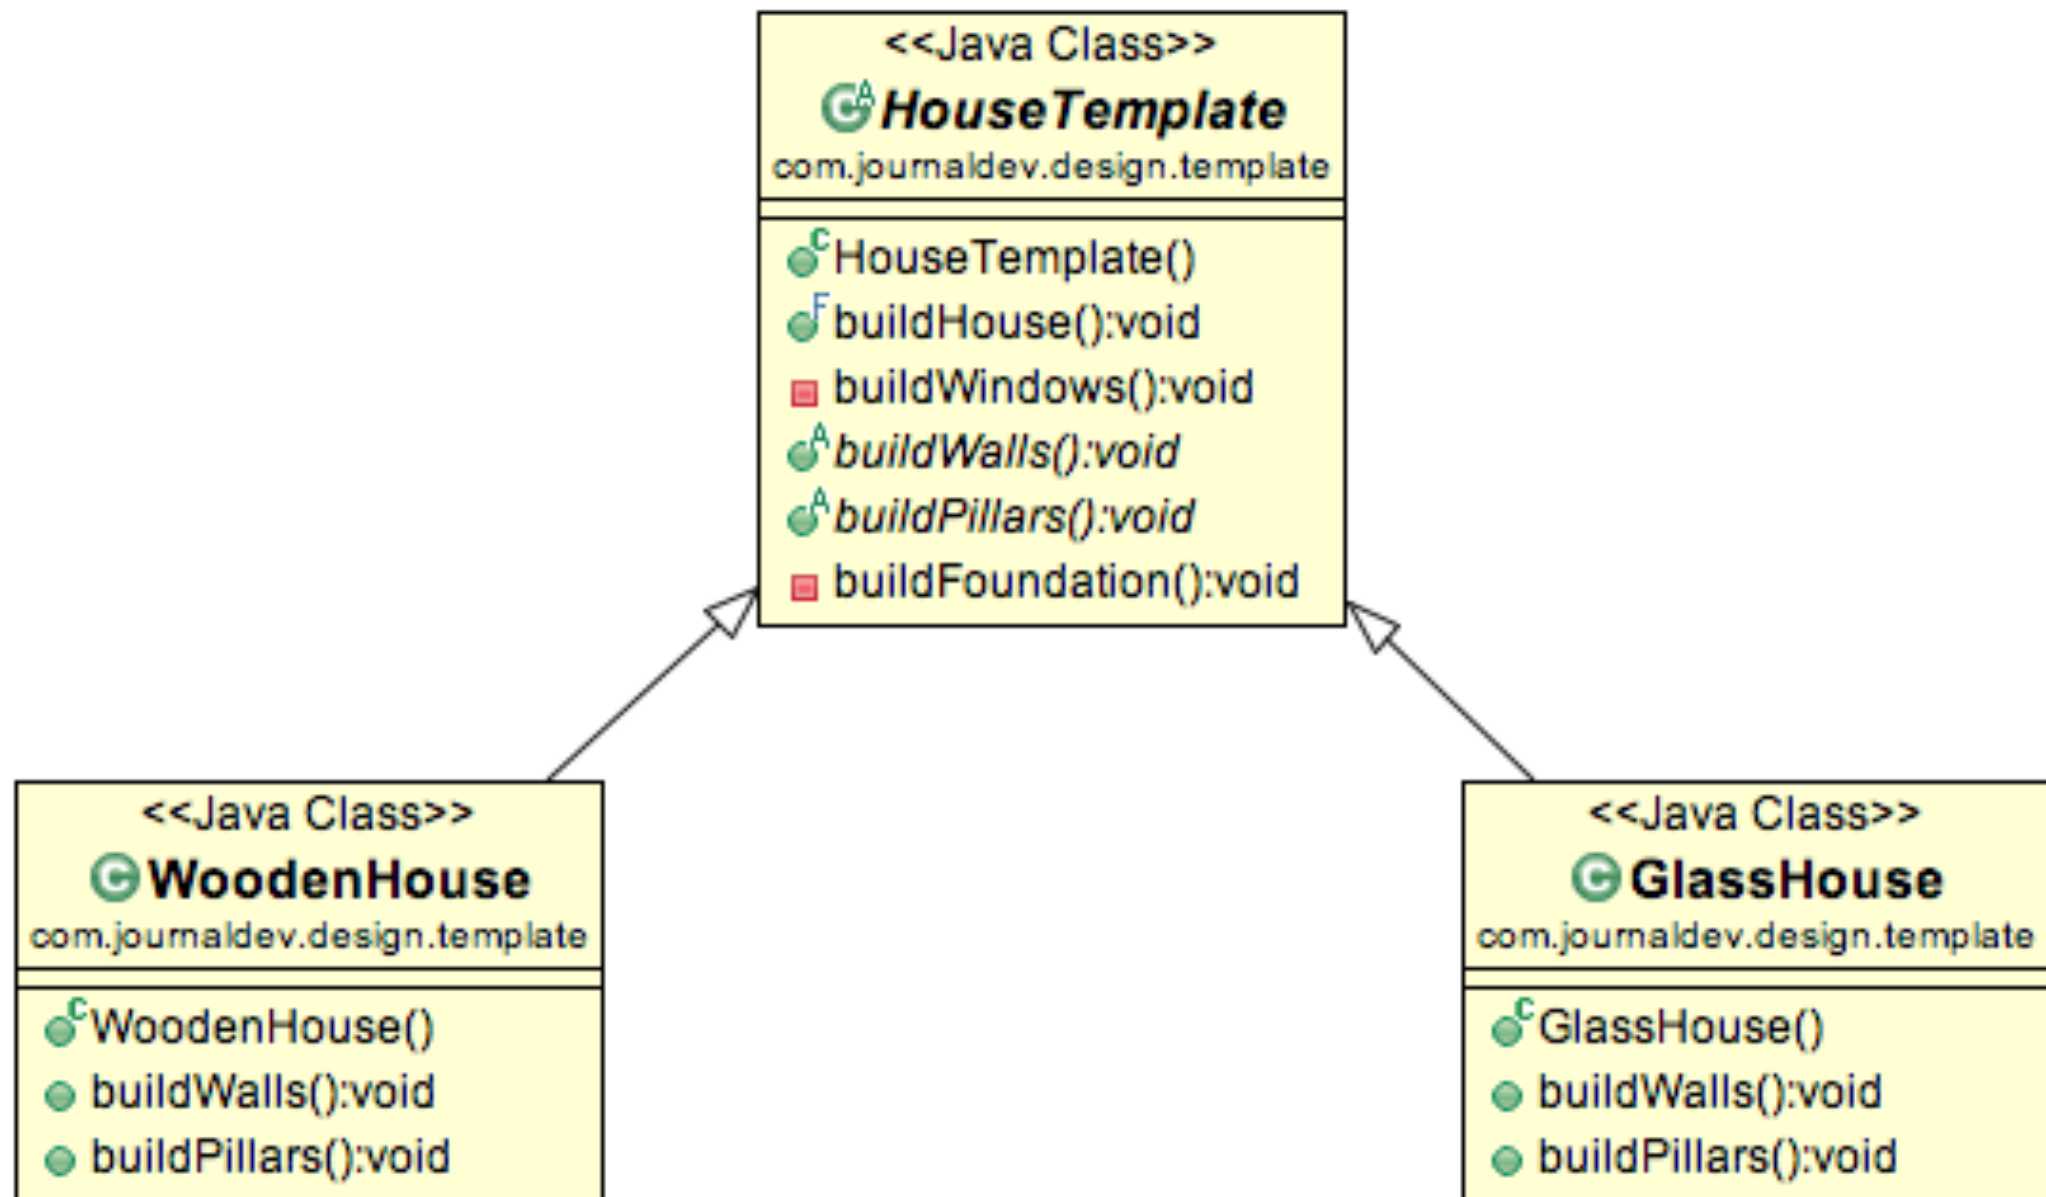 <<Java Class>>
HouseTemplate
com.journaldev.design.template
HouseTemplate()
buildHouse():void
buildWindows():void
buildWalls():void
buildPillars():void
buildFoundation():void
<<Java Class>>
WoodenHouse
com.journaldev.design.template
WoodenHouse()
buildWalls():void
buildPillars():void
<<Java Class>>
GlassHouse
com.journaldev.design.template
GlassHouse()
buildWalls():void
buildPillars():void